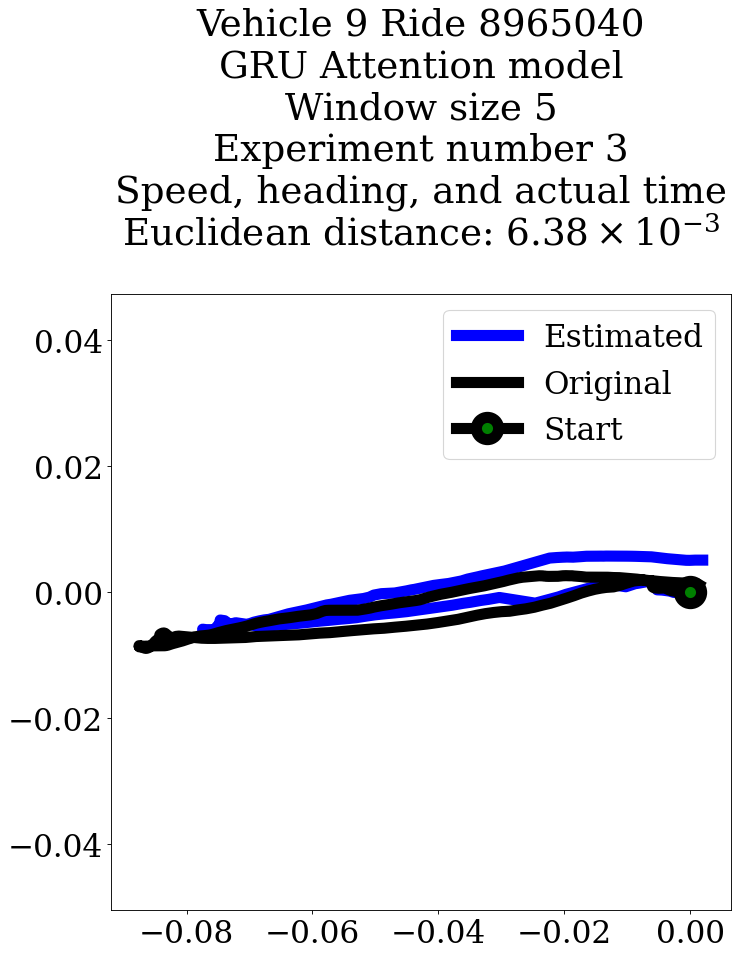 Vehicle 9 Ride 8965040
GRU Attention model
Window size 5
Experiment number 3
Speed, heading, and actual time
Euclidean distance: 6.38 × 10⁻³
Estimated
Original
Start
0.04
0.02
0.00
−0.02
−0.04
−0.08
−0.06
−0.04
−0.02
0.00